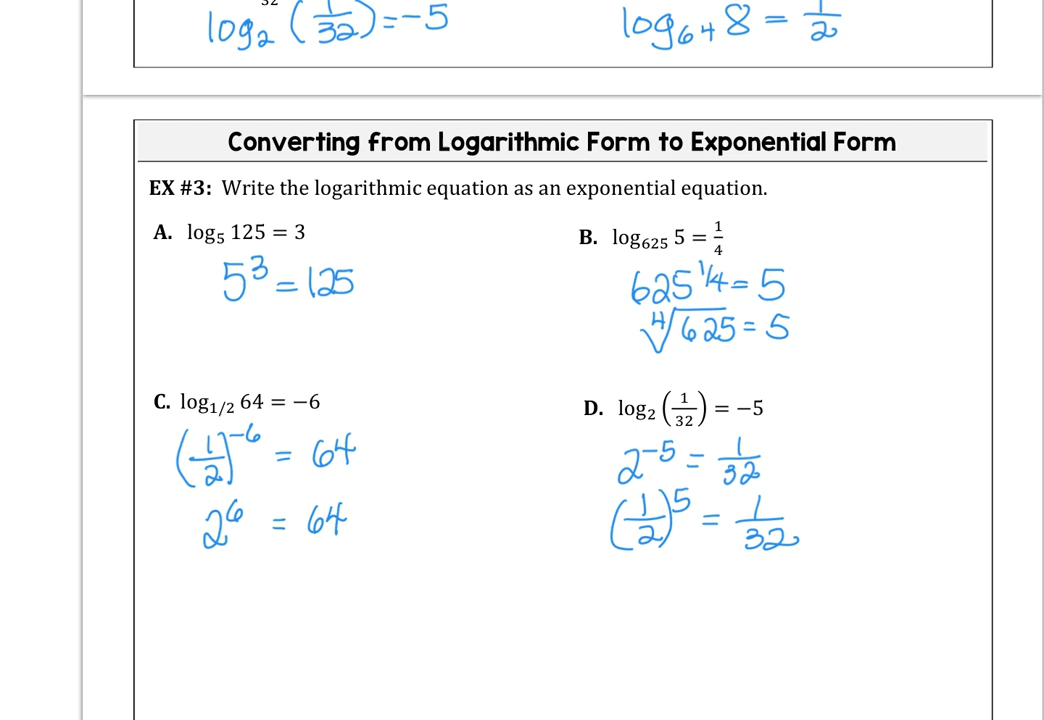 32
log₂ (1/32) = -5
log₆₄ 8 = 1/2
Converting from Logarithmic Form to Exponential Form
EX #3: Write the logarithmic equation as an exponential equation.
A. log₅ 125 = 3
5³ = 125
B. log₆₂₅ 5 = 1/4
625^1/4 = 5
∜625 = 5
C. log₁/₂ 64 = −6
(1/2)⁻⁶ = 64
2⁶ = 64
D. log₂ (1/32) = −5
2⁻⁵ = 1/32
(1/2)⁵ = 1/32